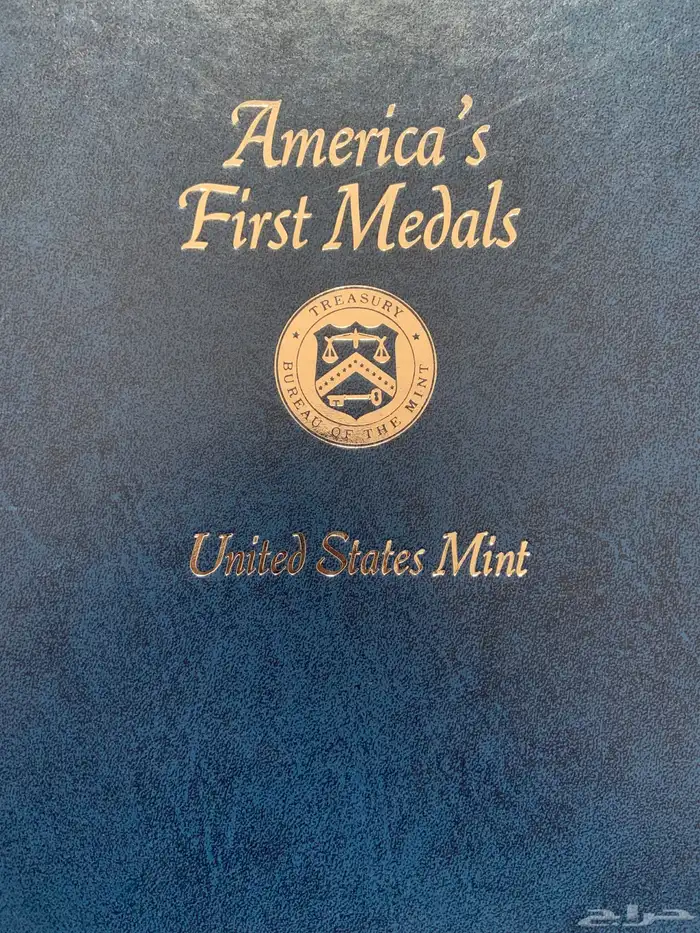 America's
First Medals
TREASURY
BUREAU OF THE MINT
United States Mint
حراج